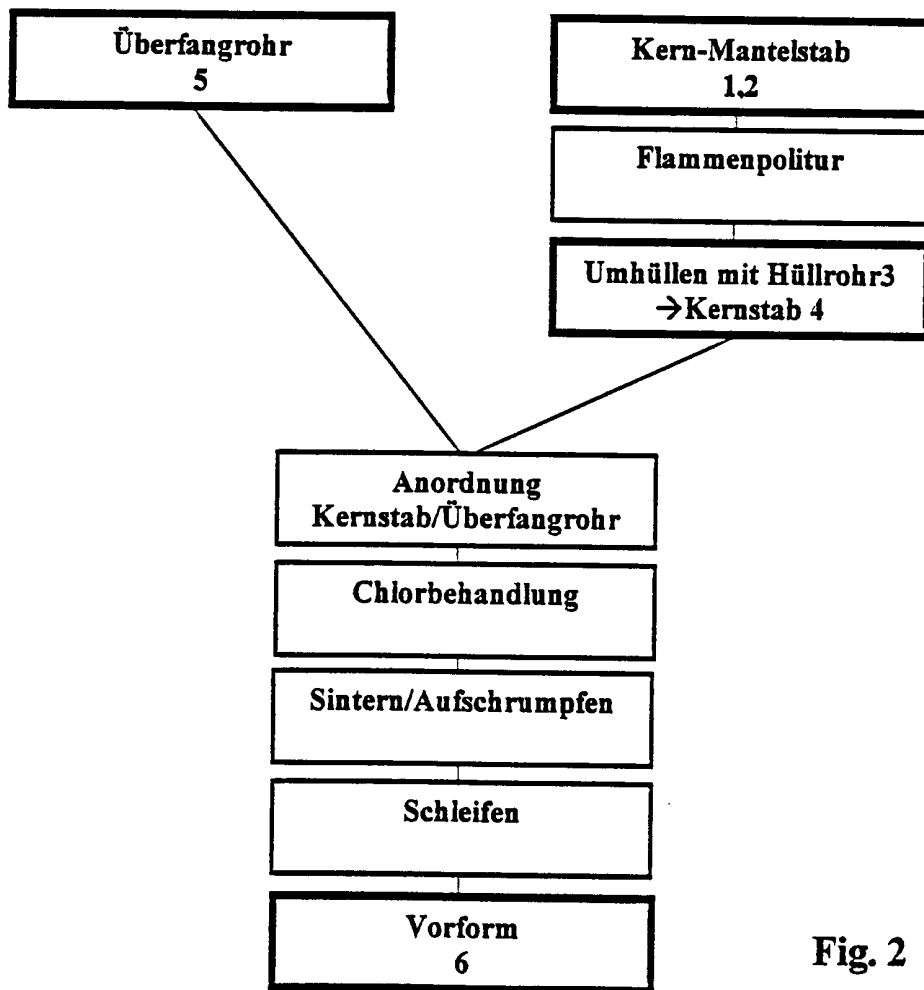 Überfangrohr
5
Kern-Mantelstab
1,2
Flammenpolitur
Umhüllen mit Hüllrohr3
→Kernstab 4
Anordnung
Kernstab/Überfangrohr
Chlorbehandlung
Sintern/Aufschrumpfen
Schleifen
Vorform
6
Fig. 2